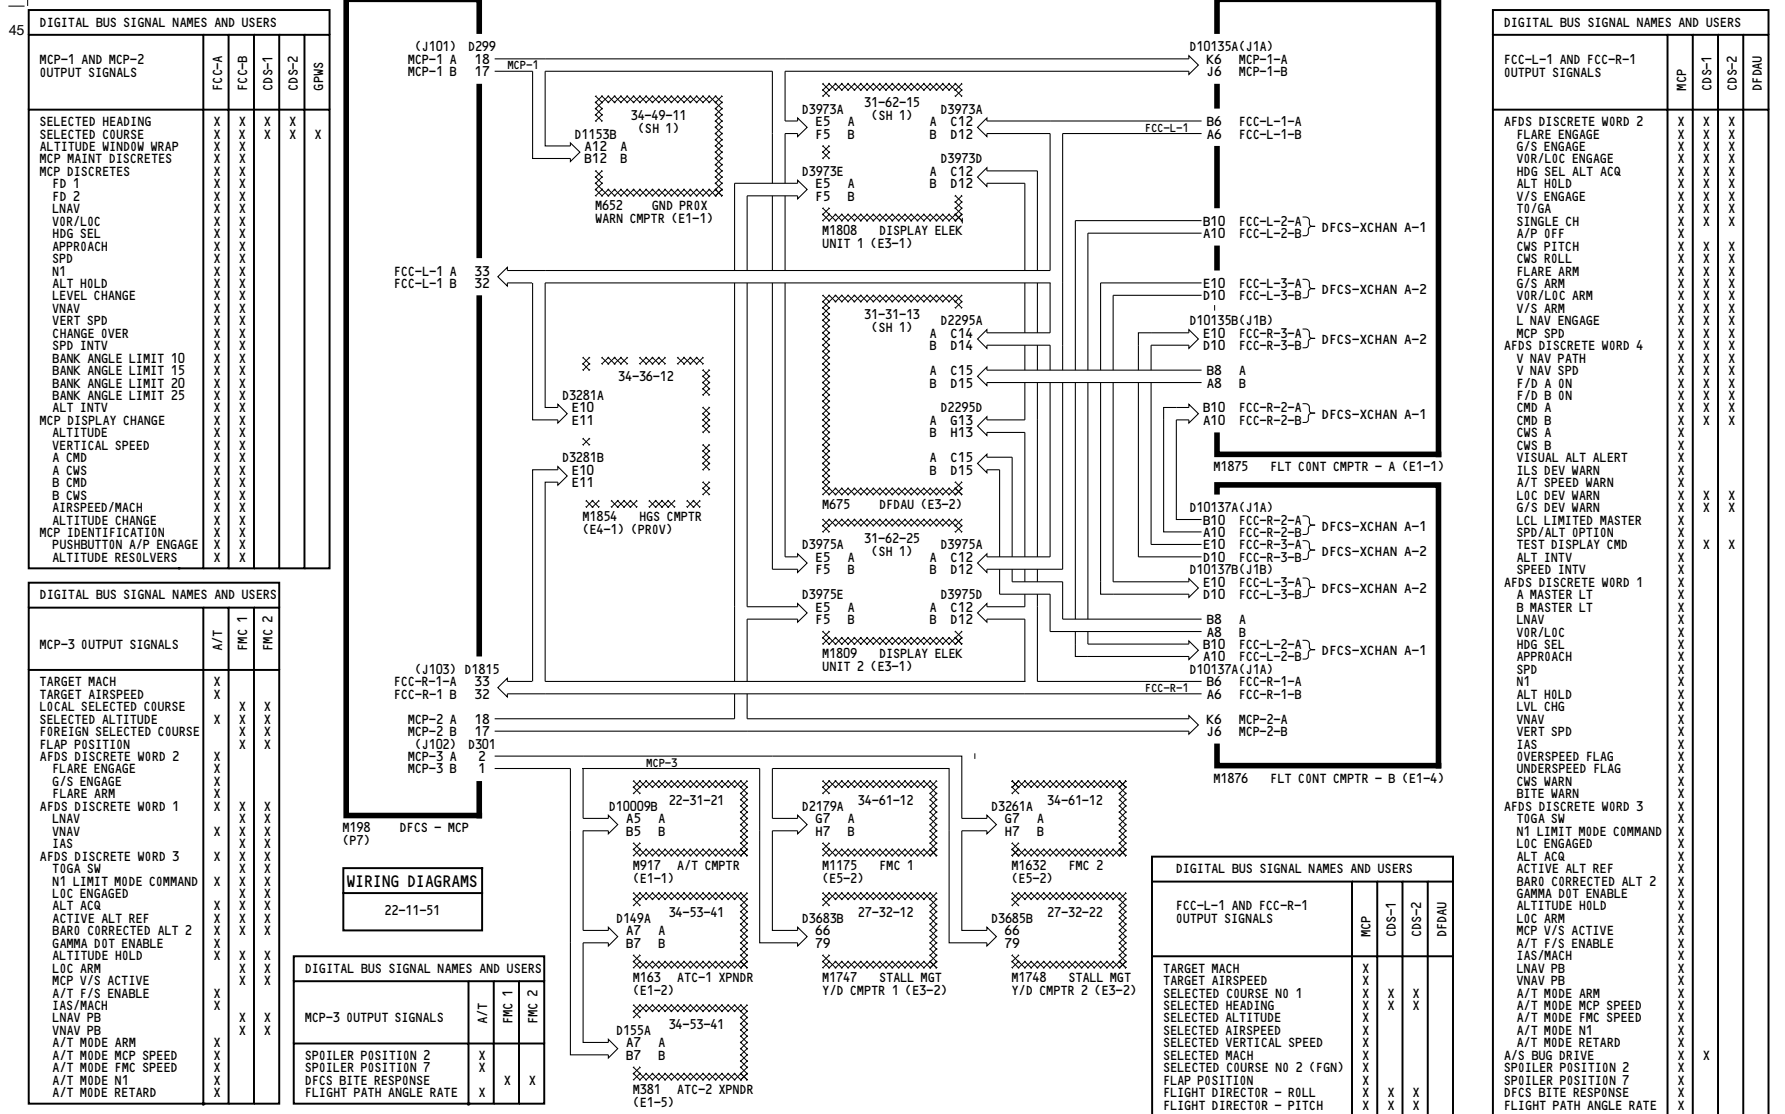 45
DIGITAL BUS SIGNAL NAMES AND USERS
MCP-1 AND MCP-2
OUTPUT SIGNALS
FCC-A
FCC-B
CDS-1
CDS-2
GPWS
SELECTED HEADING X X X X
SELECTED COURSE X X X X X
ALTITUDE WINDOW WRAP X X
MCP MAINT DISCRETES X X
MCP DISCRETES X X
FD 1 X X
FD 2 X X
LNAV X X
VOR/LOC X X
HDG SEL X X
APPROACH X X
SPD X X
N1 X X
ALT HOLD X X
LEVEL CHANGE X X
VNAV X X
VERT SPD X X
CHANGE OVER X X
SPD INTV X X
BANK ANGLE LIMIT 10 X X
BANK ANGLE LIMIT 15 X X
BANK ANGLE LIMIT 20 X X
BANK ANGLE LIMIT 25 X X
ALT INTV X X
MCP DISPLAY CHANGE X X
ALTITUDE X X
VERTICAL SPEED X X
A CMD X X
A CWS X X
B CMD X X
B CWS X X
AIRSPEED/MACH X X
ALTITUDE CHANGE X X
MCP IDENTIFICATION X X
PUSHBUTTON A/P ENGAGE X X
ALTITUDE RESOLVERS X X
DIGITAL BUS SIGNAL NAMES AND USERS
MCP-3 OUTPUT SIGNALS
A/T
FMC 1
FMC 2
TARGET MACH X
TARGET AIRSPEED X
LOCAL SELECTED COURSE X X
SELECTED ALTITUDE X X X
FOREIGN SELECTED COURSE X X
FLAP POSITION X X
AFDS DISCRETE WORD 2 X
FLARE ENGAGE X
G/S ENGAGE X
FLARE ARM X
AFDS DISCRETE WORD 1 X X X
LNAV X X
VNAV X X X
IAS X X
AFDS DISCRETE WORD 3 X X X
TOGA SW X X
N1 LIMIT MODE COMMAND X X X
LOC ENGAGED X X
ALT ACQ X X X
ACTIVE ALT REF X X X
BARO CORRECTED ALT 2 X X X
GAMMA DOT ENABLE X
ALTITUDE HOLD X X X
LOC ARM X X
MCP V/S ACTIVE X X
A/T F/S ENABLE X
IAS/MACH X
LNAV PB X X
VNAV PB X X
A/T MODE ARM X
A/T MODE MCP SPEED X
A/T MODE FMC SPEED X
A/T MODE N1 X
A/T MODE RETARD X
(J101) D299
MCP-1 A 18
MCP-1 B 17
MCP-1
FCC-L-1 A 33
FCC-L-1 B 32
(J103) D1815
FCC-R-1-A 33
FCC-R-1 B 32
MCP-2 A 18
MCP-2 B 17
(J102) D301
MCP-3 A 2
MCP-3 B 1
MCP-3
M198 DFCS - MCP
(P7)
WIRING DIAGRAMS
22-11-51
DIGITAL BUS SIGNAL NAMES AND USERS
MCP-3 OUTPUT SIGNALS
A/T
FMC 1
FMC 2
SPOILER POSITION 2 X
SPOILER POSITION 7 X
DFCS BITE RESPONSE X X
FLIGHT PATH ANGLE RATE X
34-49-11
(SH 1)
D1153B
A12 A
B12 B
M652 GND PROX
WARN CMPTR (E1-1)
31-62-15
(SH 1)
D3973A D3973A
E5 A A C12
F5 B B D12
D3973E D3973D
E5 A A C12
F5 B B D12
M1808 DISPLAY ELEK
UNIT 1 (E3-1)
34-36-12
D3281A
E10
E11
D3281B
E10
E11
M1854 HGS CMPTR
(E4-1) (PROV)
31-31-13
(SH 1)
D2295A
A C14
B D14
A C15
B D15
D2295D
A G13
B H13
A C15
B D15
M675 DFDAU (E3-2)
31-62-25
(SH 1)
D3975A D3975A
E5 A A C12
F5 B B D12
D3975E D3975D
E5 A A C12
F5 B B D12
M1809 DISPLAY ELEK
UNIT 2 (E3-1)
22-31-21
D10009B
A5 A
B5 B
M917 A/T CMPTR
(E1-1)
34-61-12
D2179A
G7 A
H7 B
M1175 FMC 1
(E5-2)
34-61-12
D3261A
G7 A
H7 B
M1632 FMC 2
(E5-2)
34-53-41
D149A
A7 A
B7 B
M163 ATC-1 XPNDR
(E1-2)
27-32-12
D3683B
66
79
M1747 STALL MGT
Y/D CMPTR 1 (E3-2)
27-32-22
D3685B
66
79
M1748 STALL MGT
Y/D CMPTR 2 (E3-2)
34-53-41
D155A
A7 A
B7 B
M381 ATC-2 XPNDR
(E1-5)
D10135A(J1A)
K6 MCP-1-A
J6 MCP-1-B
FCC-L-1
B6 FCC-L-1-A
A6 FCC-L-1-B
B10 FCC-L-2-A
A10 FCC-L-2-B
DFCS-XCHAN A-1
E10 FCC-L-3-A
D10 FCC-L-3-B
DFCS-XCHAN A-2
D10135B(J1B)
E10 FCC-R-3-A
D10 FCC-R-3-B
DFCS-XCHAN A-2
B8 A
A8 B
B10 FCC-R-2-A
A10 FCC-R-2-B
DFCS-XCHAN A-1
M1875 FLT CONT CMPTR - A (E1-1)
D10137A(J1A)
B10 FCC-R-2-A
A10 FCC-R-2-B
DFCS-XCHAN A-1
E10 FCC-R-3-A
D10 FCC-R-3-B
DFCS-XCHAN A-2
D10137B(J1B)
E10 FCC-L-3-A
D10 FCC-L-3-B
DFCS-XCHAN A-2
B8 A
A8 B
B10 FCC-L-2-A
A10 FCC-L-2-B
DFCS-XCHAN A-1
D10137A(J1A)
FCC-R-1
B6 FCC-R-1-A
A6 FCC-R-1-B
K6 MCP-2-A
J6 MCP-2-B
M1876 FLT CONT CMPTR - B (E1-4)
DIGITAL BUS SIGNAL NAMES AND USERS
FCC-L-1 AND FCC-R-1
OUTPUT SIGNALS
MCP
CDS-1
CDS-2
DFDAU
TARGET MACH X
TARGET AIRSPEED X
SELECTED COURSE NO 1 X X X
SELECTED HEADING X X X
SELECTED ALTITUDE X
SELECTED AIRSPEED X
SELECTED VERTICAL SPEED X
SELECTED MACH X
SELECTED COURSE NO 2 (FGN) X
FLAP POSITION X
FLIGHT DIRECTOR - ROLL X X X
FLIGHT DIRECTOR - PITCH X X X
DIGITAL BUS SIGNAL NAMES AND USERS
FCC-L-1 AND FCC-R-1
OUTPUT SIGNALS
MCP
CDS-1
CDS-2
DFDAU
AFDS DISCRETE WORD 2 X X X
FLARE ENGAGE X X X
G/S ENGAGE X X X
VOR/LOC ENGAGE X X X
HDG SEL ALT ACQ X X X
ALT HOLD X X X
V/S ENGAGE X X X
TO/GA X X X
SINGLE CH X X X
A/P OFF X
CWS PITCH X X X
CWS ROLL X X X
FLARE ARM X X X
G/S ARM X X X
VOR/LOC ARM X X X
V/S ARM X X X
L NAV ENGAGE X X X
MCP SPD X X X
AFDS DISCRETE WORD 4 X X X
V NAV PATH X X X
V NAV SPD X X X
F/D A ON X X X
F/D B ON X X X
CMD A X X X
CMD B X X X
CWS A X
CWS B X
VISUAL ALT ALERT X
ILS DEV WARN X
A/T SPEED WARN X
LOC DEV WARN X X X
G/S DEV WARN X X X
LCL LIMITED MASTER X
SPD/ALT OPTION X
TEST DISPLAY CMD X X X
ALT INTV X
SPEED INTV X
AFDS DISCRETE WORD 1 X
A MASTER LT X
B MASTER LT X
LNAV X
VOR/LOC X
HDG SEL X
APPROACH X
SPD X
N1 X
ALT HOLD X
LVL CHG X
VNAV X
VERT SPD X
IAS X
OVERSPEED FLAG X
UNDERSPEED FLAG X
CWS WARN X
BITE WARN X
AFDS DISCRETE WORD 3 X
TOGA SW X
N1 LIMIT MODE COMMAND X
LOC ENGAGED X
ALT ACQ X
ACTIVE ALT REF X
BARO CORRECTED ALT 2 X
GAMMA DOT ENABLE X
ALTITUDE HOLD X
LOC ARM X
MCP V/S ACTIVE X
A/T F/S ENABLE X
IAS/MACH X
LNAV PB X
VNAV PB X
A/T MODE ARM X
A/T MODE MCP SPEED X
A/T MODE FMC SPEED X
A/T MODE N1 X
A/T MODE RETARD X
A/S BUG DRIVE X X
SPOILER POSITION 2 X
SPOILER POSITION 7 X
DFCS BITE RESPONSE X
FLIGHT PATH ANGLE RATE X